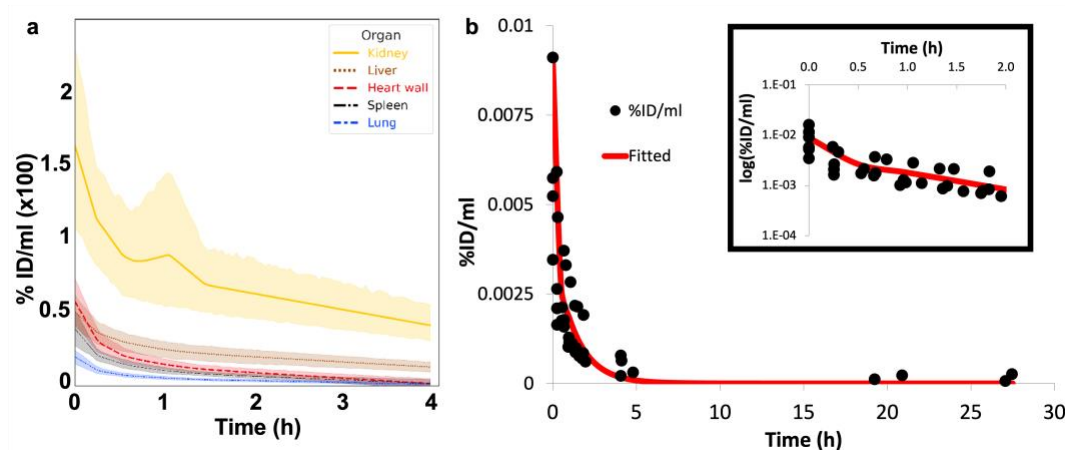 a
% ID/ml (x100)
2
1.5
1
0.5
0
0 1 2 3 4
Time (h)
Organ
Kidney
Liver
Heart wall
Spleen
Lung
b
%ID/ml
0.01
0.0075
0.005
0.0025
0
0 5 10 15 20 25 30
Time (h)
%ID/ml
Fitted
Time (h)
0.0 0.5 1.0 1.5 2.0
log(%ID/ml)
1.E-01
1.E-02
1.E-03
1.E-04